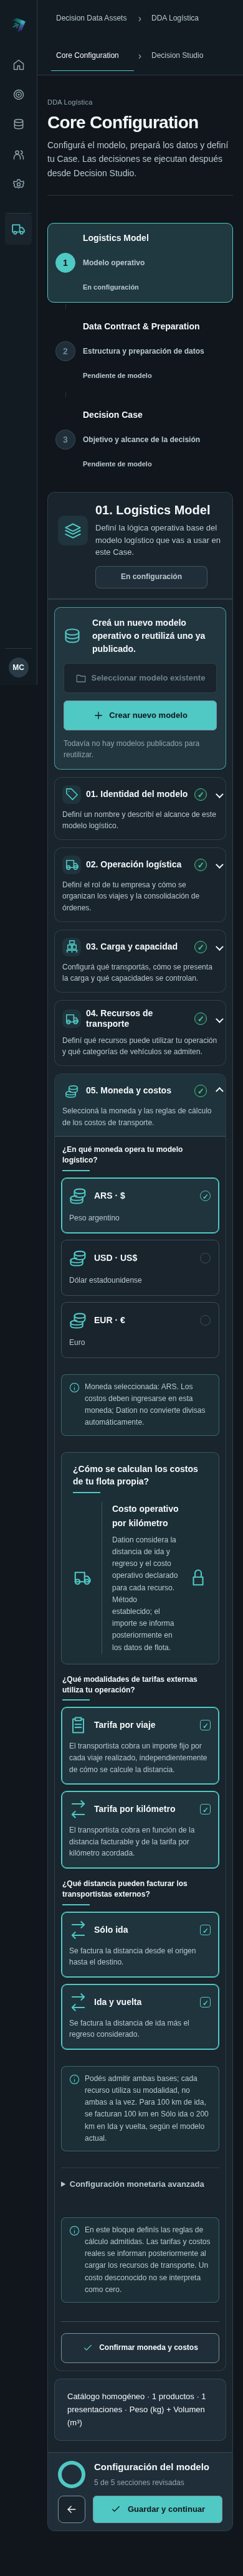 Decision Data Assets › DDA Logística
Core Configuration › Decision Studio
DDA Logística
Core Configuration
Configurá el modelo, prepará los datos y definí
tu Case. Las decisiones se ejecutan después
desde Decision Studio.
Logistics Model
1 Modelo operativo
En configuración
Data Contract & Preparation
2 Estructura y preparación de datos
Pendiente de modelo
Decision Case
3 Objetivo y alcance de la decisión
Pendiente de modelo
01. Logistics Model
Definí la lógica operativa base del
modelo logístico que vas a usar en
este Case.
En configuración
Creá un nuevo modelo
operativo o reutilizá uno ya
publicado.
Seleccionar modelo existente
Crear nuevo modelo
Todavía no hay modelos publicados para
reutilizar.
MC
01. Identidad del modelo
Definí un nombre y describí el alcance de este
modelo logístico.
02. Operación logística
Definí el rol de tu empresa y cómo se
organizan los viajes y la consolidación de
órdenes.
03. Carga y capacidad
Configurá qué transportás, cómo se presenta
la carga y qué capacidades se controlan.
04. Recursos de
transporte
Definí qué recursos puede utilizar tu operación
y qué categorías de vehículos se admiten.
05. Moneda y costos
Seleccioná la moneda y las reglas de cálculo
de los costos de transporte.
¿En qué moneda opera tu modelo
logístico?
ARS · $
Peso argentino
USD · US$
Dólar estadounidense
EUR · €
Euro
Moneda seleccionada: ARS. Los
costos deben ingresarse en esta
moneda; Dation no convierte divisas
automáticamente.
¿Cómo se calculan los costos
de tu flota propia?
Costo operativo
por kilómetro
Dation considera la
distancia de ida y
regreso y el costo
operativo declarado
para cada recurso.
Método
establecido; el
importe se informa
posteriormente en
los datos de flota.
¿Qué modalidades de tarifas externas
utiliza tu operación?
Tarifa por viaje
El transportista cobra un importe fijo por
cada viaje realizado, independientemente
de cómo se calcule la distancia.
Tarifa por kilómetro
El transportista cobra en función de la
distancia facturable y de la tarifa por
kilómetro acordada.
¿Qué distancia pueden facturar los
transportistas externos?
Sólo ida
Se factura la distancia desde el origen
hasta el destino.
Ida y vuelta
Se factura la distancia de ida más el
regreso considerado.
Podés admitir ambas bases; cada
recurso utiliza su modalidad, no
ambas a la vez. Para 100 km de ida,
se facturan 100 km en Sólo ida o 200
km en Ida y vuelta, según el modelo
actual.
Configuración monetaria avanzada
En este bloque definís las reglas de
cálculo admitidas. Las tarifas y costos
reales se informan posteriormente al
cargar los recursos de transporte. Un
costo desconocido no se interpreta
como cero.
Confirmar moneda y costos
Catálogo homogéneo · 1 productos · 1
presentaciones · Peso (kg) + Volumen
(m³)
Configuración del modelo
5 de 5 secciones revisadas
Guardar y continuar